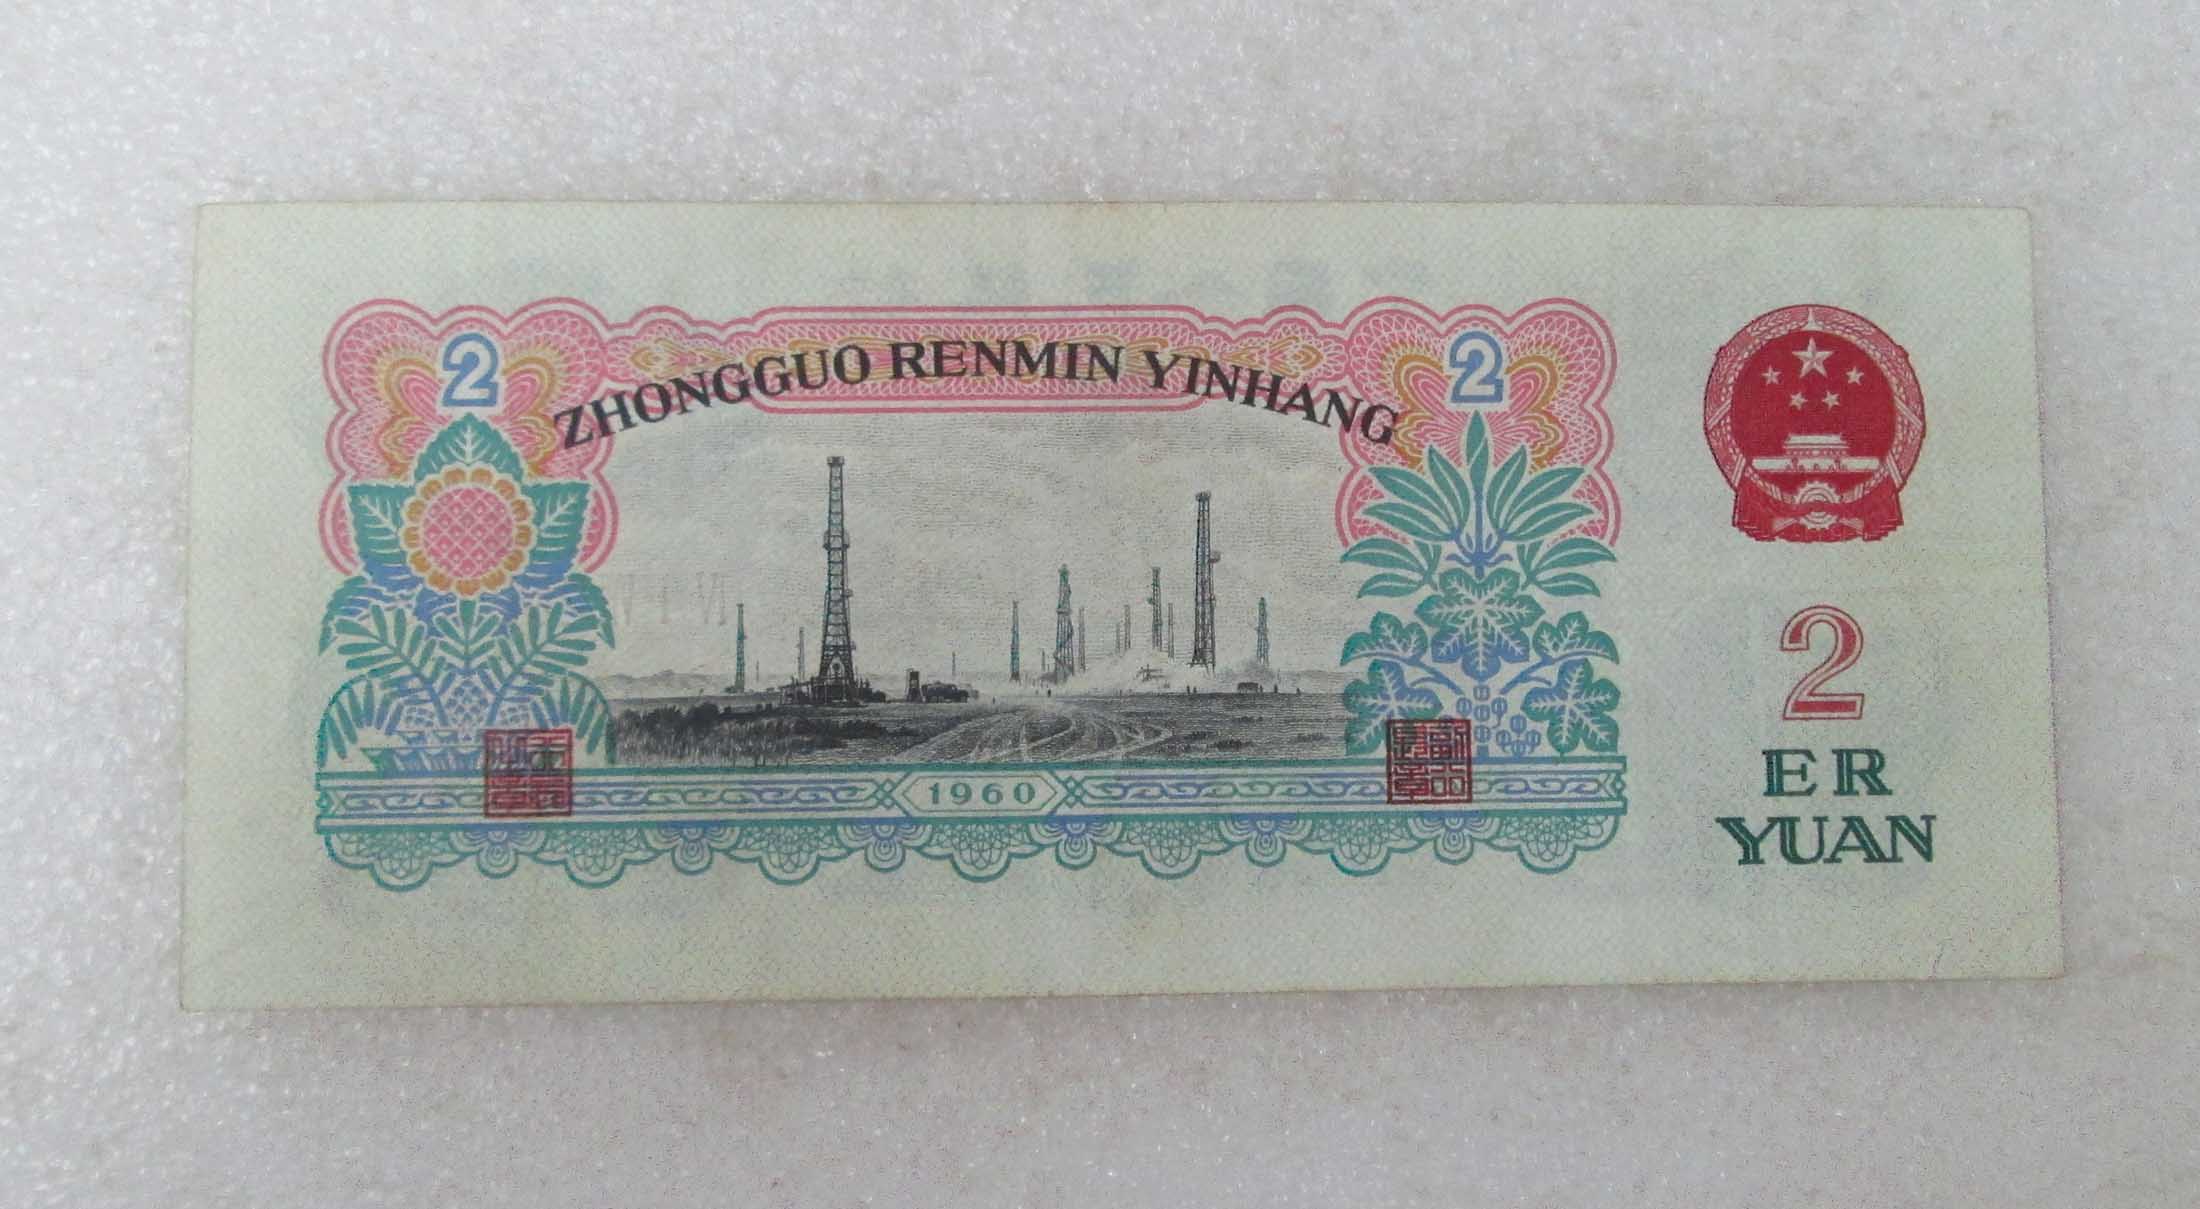 2
ZHONGGUO RENMIN YINHANG
2
1960
2
ER
YUAN